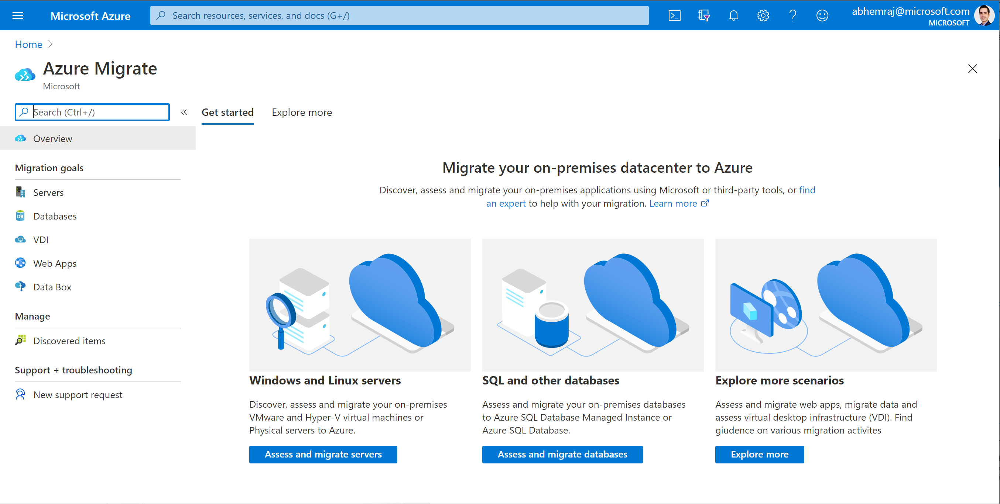 Microsoft Azure
Search resources, services, and docs (G+/)
abhemraj@microsoft.com
MICROSOFT
Home
Azure Migrate
Microsoft
Search (Ctrl+/)
Get started
Explore more
Overview
Migration goals
Servers
DB
Databases
VDI
Web Apps
Data Box
Manage
Discovered items
Support + troubleshooting
New support request
Migrate your on-premises datacenter to Azure
Discover, assess and migrate your on-premises applications using Microsoft or third-party tools, or find
an expert to help with your migration. Learn more
Windows and Linux servers
Discover, assess and migrate your on-premises
VMware and Hyper-V virtual machines or
Physical servers to Azure.
Assess and migrate servers
SQL and other databases
Assess and migrate your on-premises databases
to Azure SQL Database Managed Instance or
Azure SQL Database.
Assess and migrate databases
Explore more scenarios
Assess and migrate web apps, migrate data and
assess virtual desktop infrastructure (VDI). Find
giudence on various migration activites
Explore more